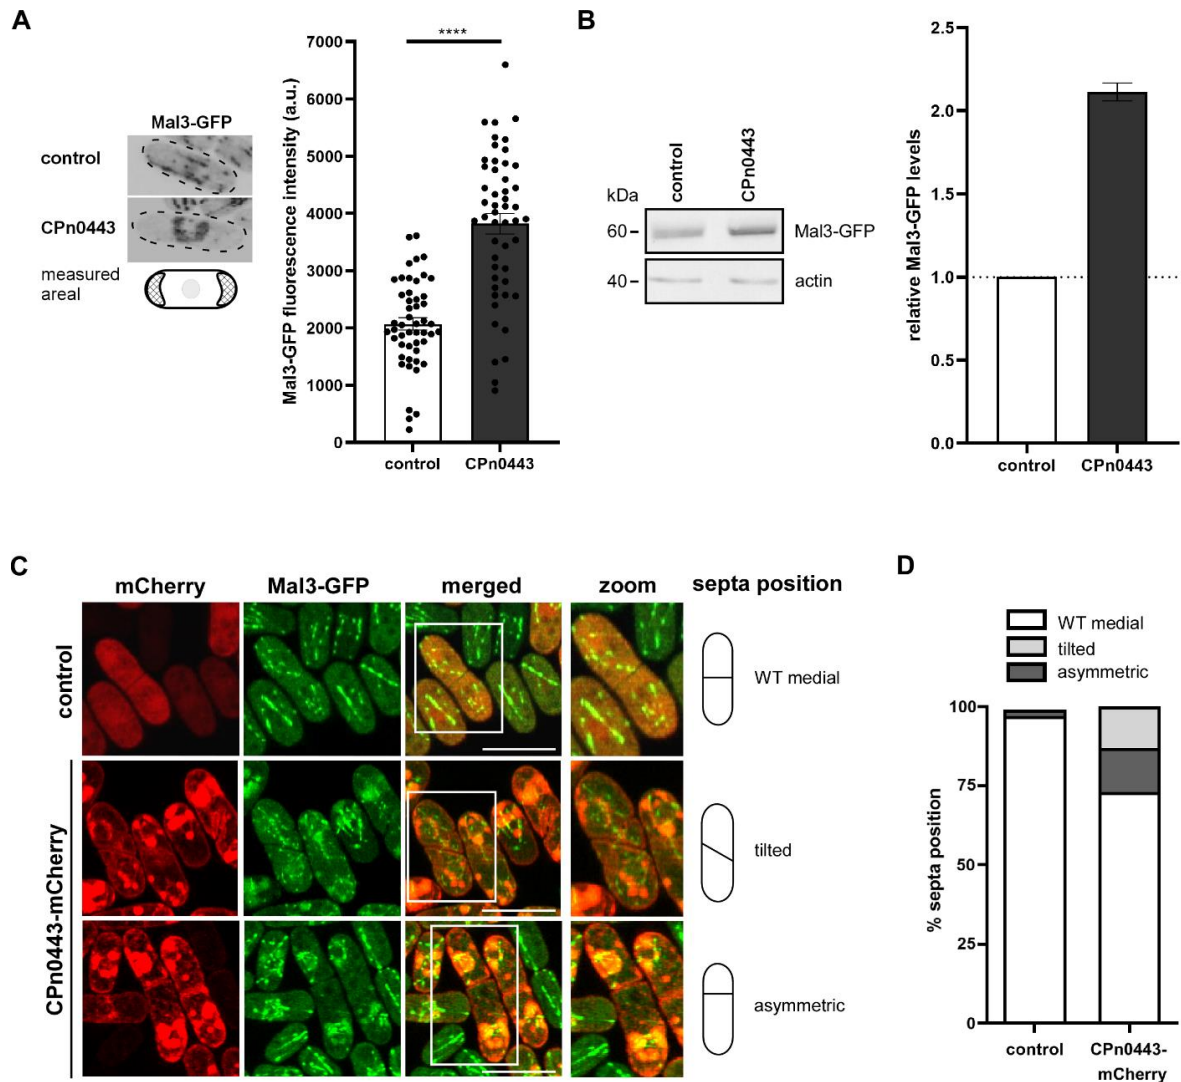 A
Mal3-GFP
control
CPn0443
measured
areal
Mal3-GFP fluorescence intensity (a.u.)
7000
6000
5000
4000
3000
2000
1000
0
****
control
CPn0443
B
control
CPn0443
kDa
60
Mal3-GFP
40
actin
relative Mal3-GFP levels
2.5
2.0
1.5
1.0
0.5
0.0
control
CPn0443
C
mCherry
Mal3-GFP
merged
zoom
septa position
control
WT medial
CPn0443-mCherry
tilted
asymmetric
D
WT medial
tilted
asymmetric
% septa position
100
75
50
25
0
control
CPn0443-
mCherry